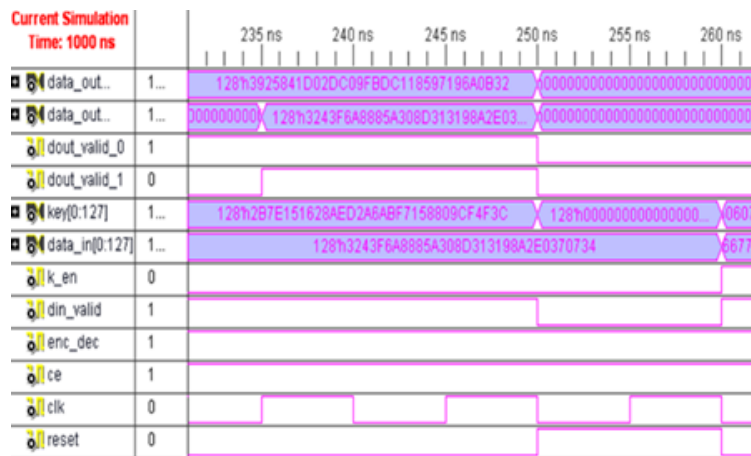 Current Simulation
Time: 1000 ns
235 ns 240 ns 245 ns 250 ns 255 ns 260 ns
data_out... 1... 128'h3925841D02DC09FBDC118597196A0B32
data_out... 1... 128'h3243F6A8885A308D313198A2E03...
dout_valid_0 1
dout_valid_1 0
key[0:127] 1... 128'h2B7E151628AED2A6ABF7158809CF4F3C 128'h000000000000000...
data_in[0:127] 1... 128'h3243F6A8885A308D313198A2E0370734
k_en 0
din_valid 1
enc_dec 1
ce 1
clk 0
reset 0